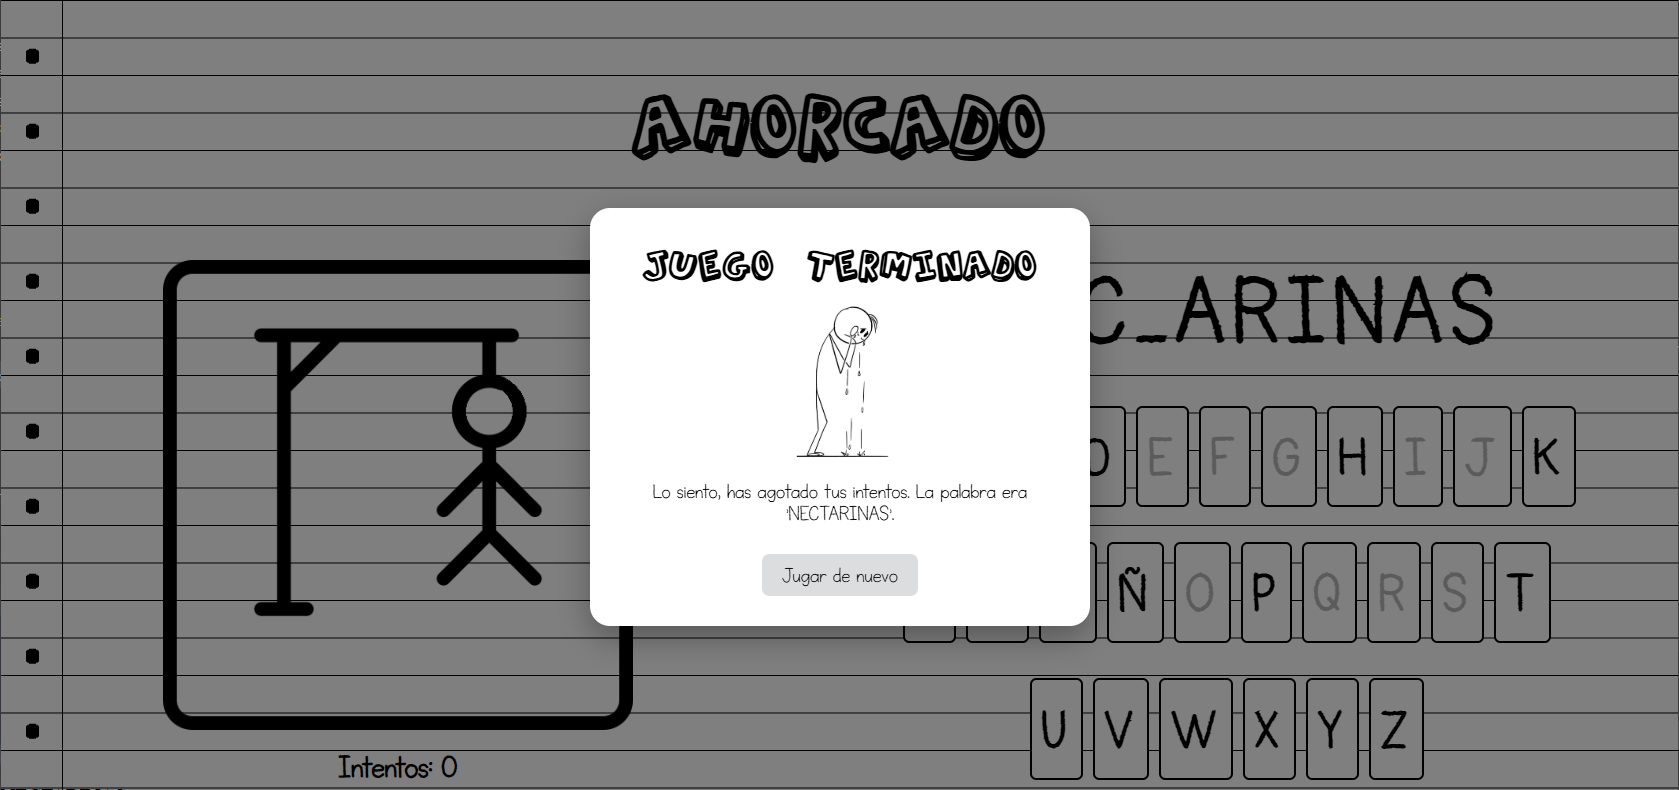 AHORCADO
JUEGO TERMINADO
C_ARINAS
Lo siento, has agotado tus intentos. La palabra era
'NECTARINAS'.
Jugar de nuevo
E F G H I J K
Ñ O P Q R S T
U V W X Y Z
Intentos: 0